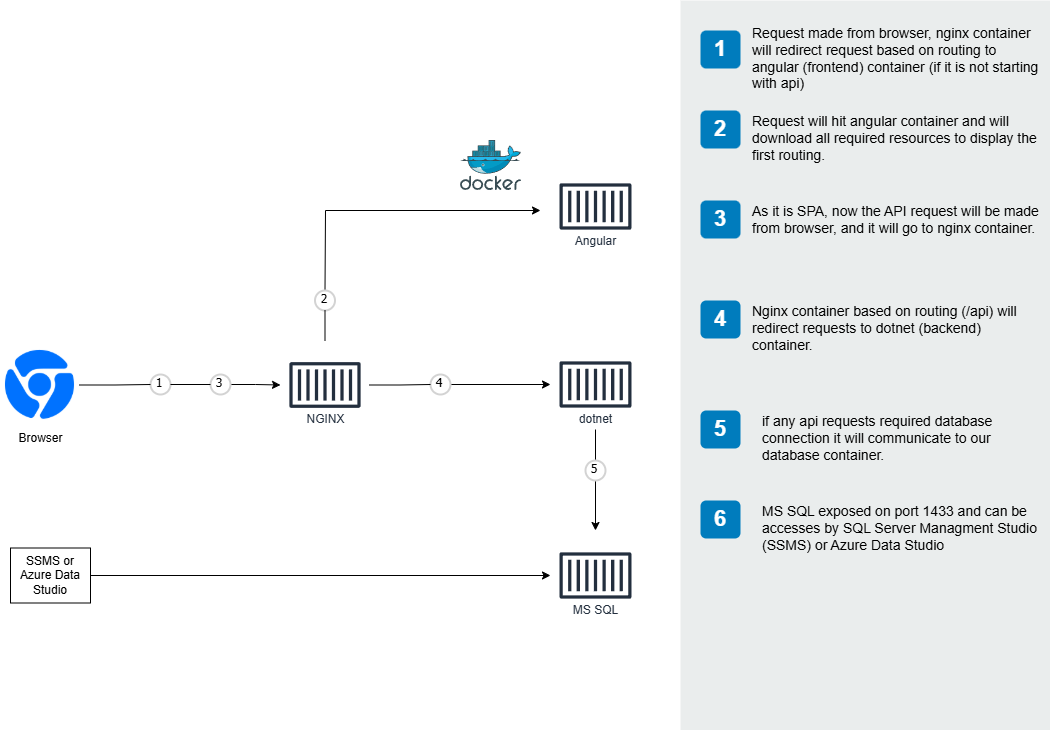 1
Request made from browser, nginx container
will redirect request based on routing to
angular (frontend) container (if it is not starting
with api)
2
Request will hit angular container and will
download all required resources to display the
first routing.
3
As it is SPA, now the API request will be made
from browser, and it will go to nginx container.
4
Nginx container based on routing (/api) will
redirect requests to dotnet (backend)
container.
5
if any api requests required database
connection it will communicate to our
database container.
6
MS SQL exposed on port 1433 and can be
accesses by SQL Server Managment Studio
(SSMS) or Azure Data Studio
docker
Angular
2
1
3
4
Browser
NGINX
dotnet
5
SSMS or
Azure Data
Studio
MS SQL